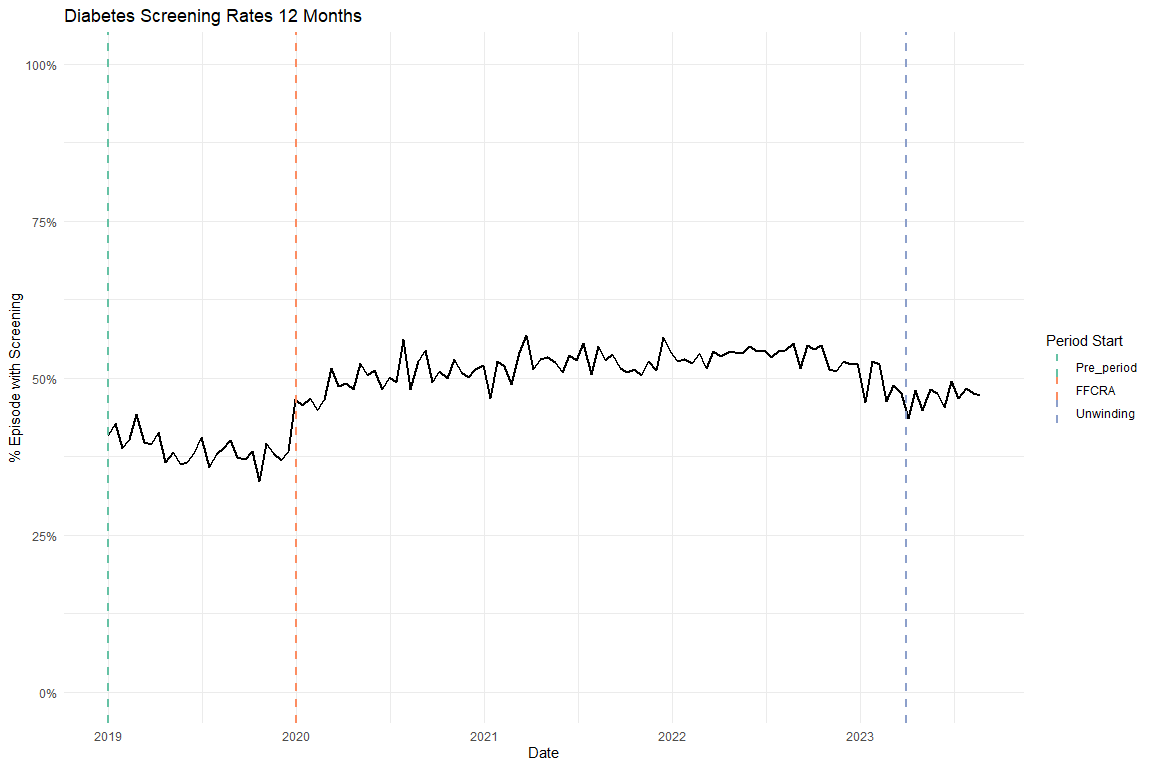 Diabetes Screening Rates 12 Months
% Episode with Screening
100%
75%
50%
25%
0%
2019
2020
2021
2022
2023
Date
Period Start
Pre_period
FFCRA
Unwinding